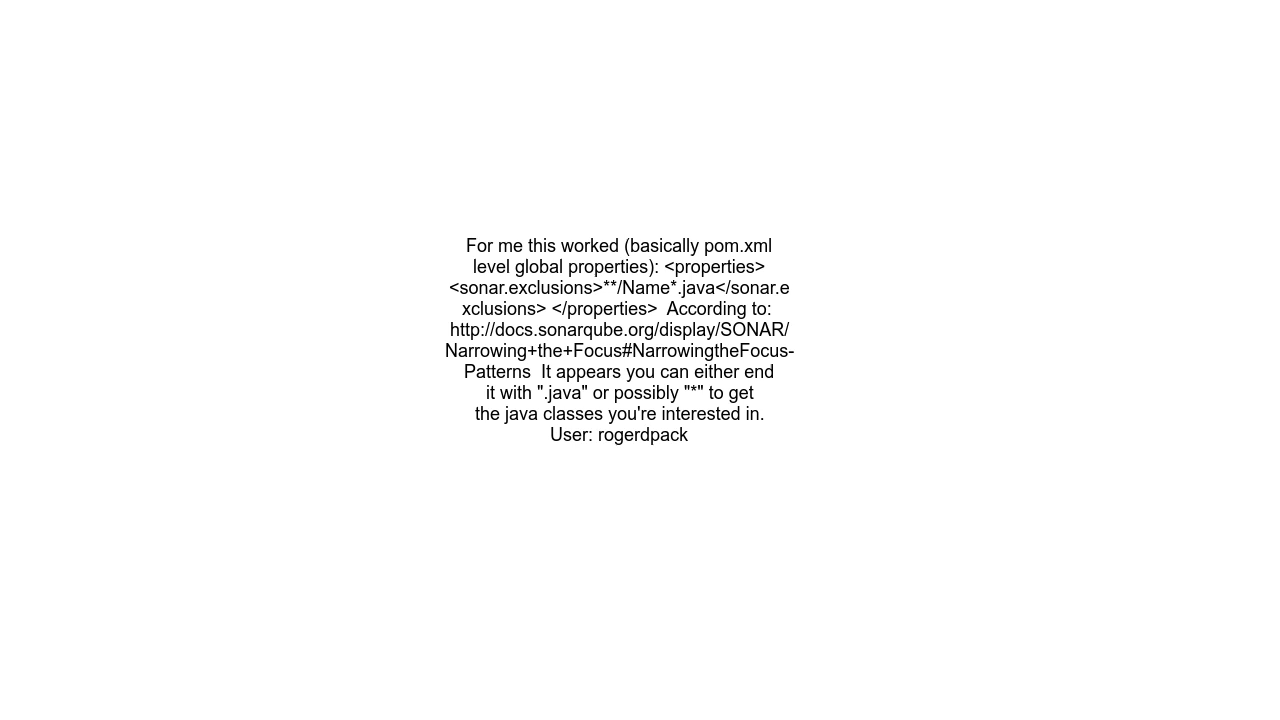 For me this worked (basically pom.xml
level global properties): <properties>
<sonar.exclusions>**/Name*.java</sonar.e
xclusions> </properties>  According to:
http://docs.sonarqube.org/display/SONAR/
Narrowing+the+Focus#NarrowingtheFocus-
Patterns  It appears you can either end
it with ".java" or possibly "*" to get
the java classes you're interested in.
User: rogerdpack